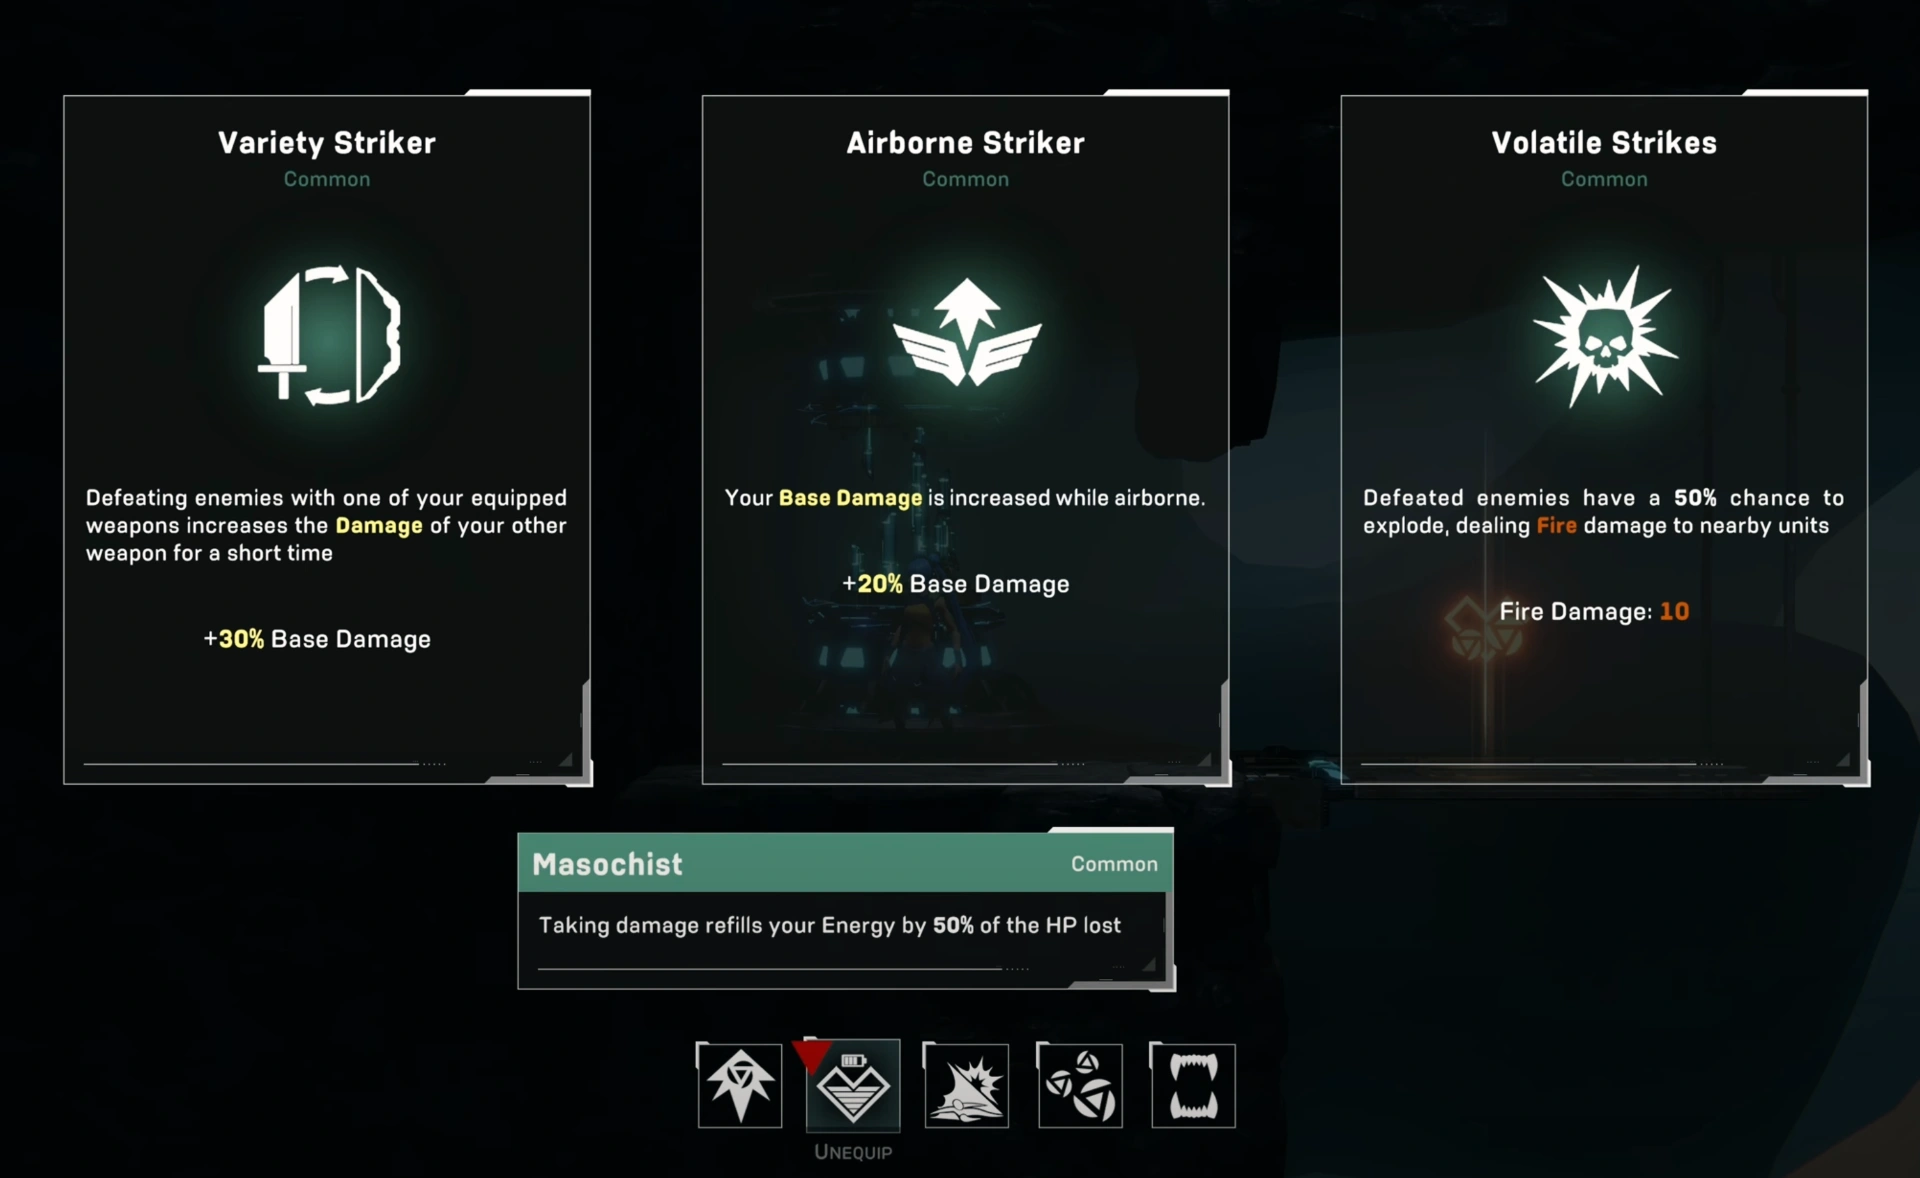 Variety Striker
Common
Defeating enemies with one of your equipped
weapons increases the Damage of your other
weapon for a short time
+30% Base Damage
Airborne Striker
Common
Your Base Damage is increased while airborne.
+20% Base Damage
Volatile Strikes
Common
Defeated enemies have a 50% chance to
explode, dealing Fire damage to nearby units
Fire Damage: 10
Masochist
Common
Taking damage refills your Energy by 50% of the HP lost
UNEQUIP